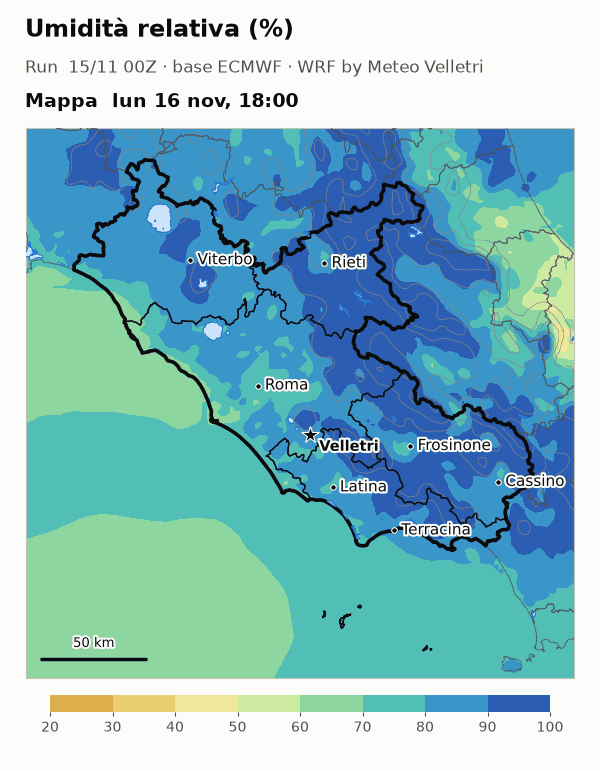 Umidità relativa (%)
Run 15/11 00Z · base ECMWF · WRF by Meteo Velletri
Mappa lun 16 nov, 18:00
Viterbo
Rieti
Roma
Velletri
Frosinone
Latina
Cassino
Terracina
50 km
20 30 40 50 60 70 80 90 100